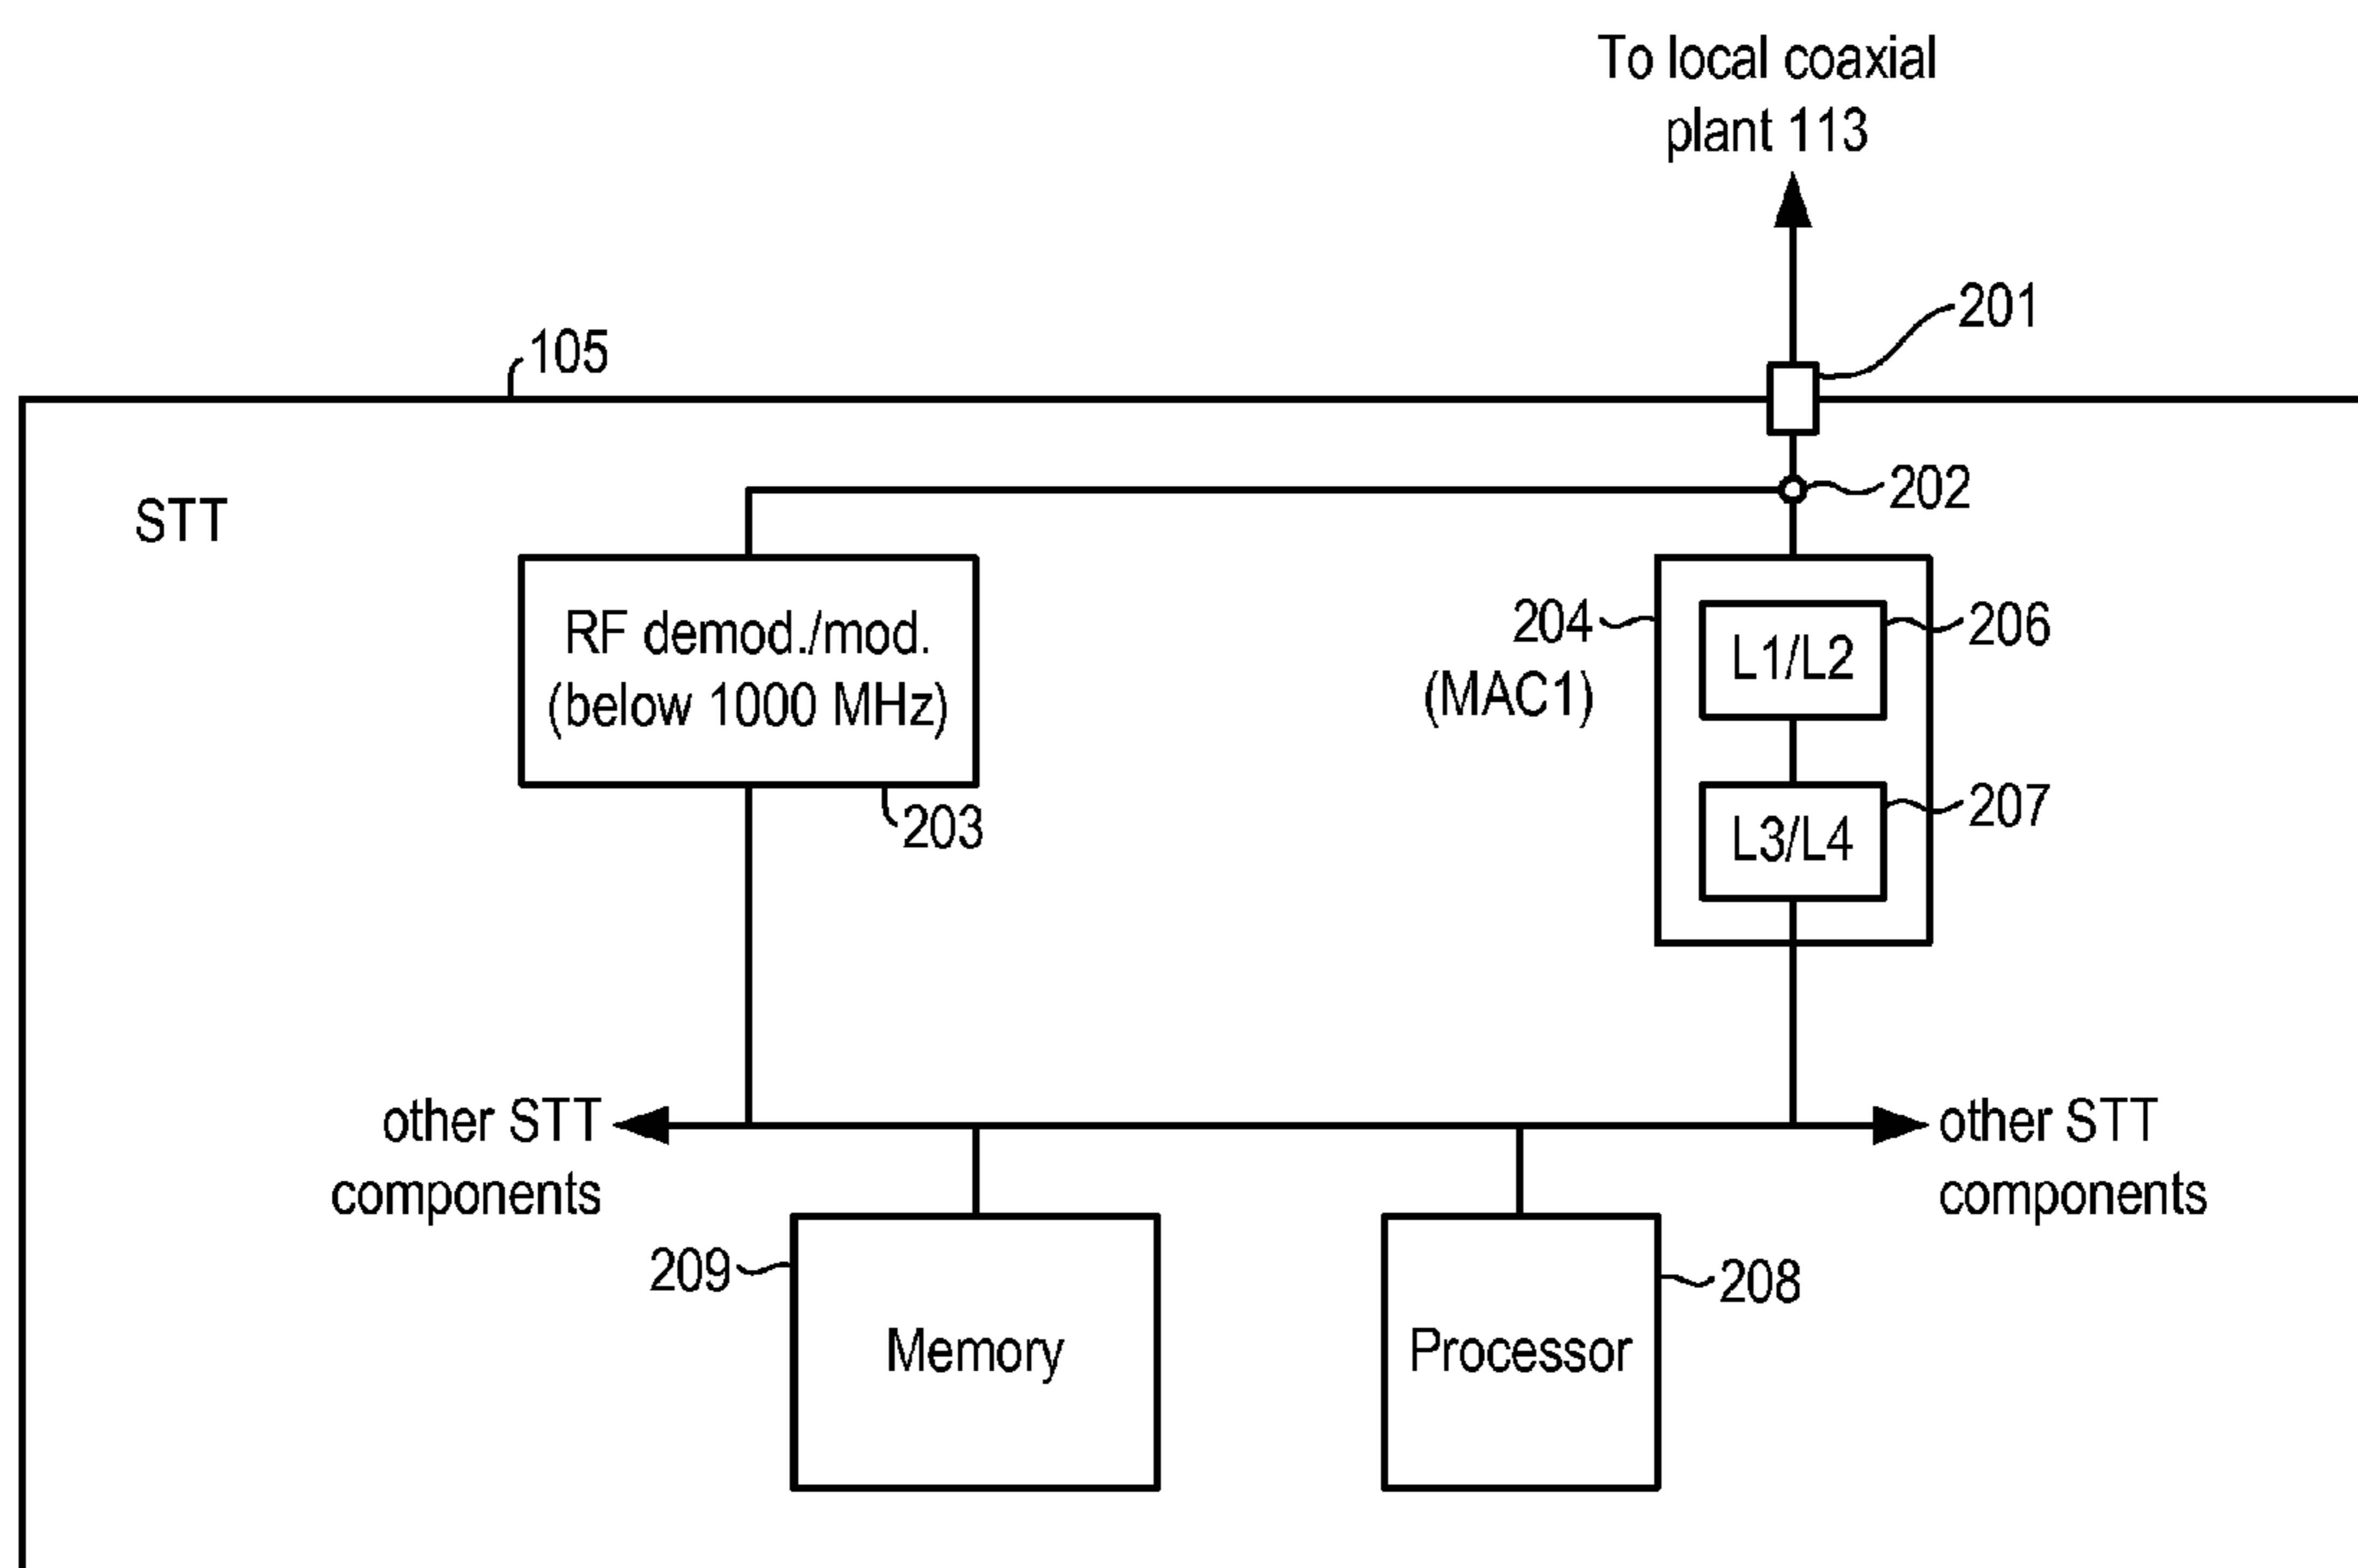 To local coaxial
plant 113
201
105
202
STT
RF demod./mod.
(below 1000 MHz)
203
204
(MAC1)
L1/L2
206
L3/L4
207
other STT
components
other STT
components
209
Memory
Processor
208